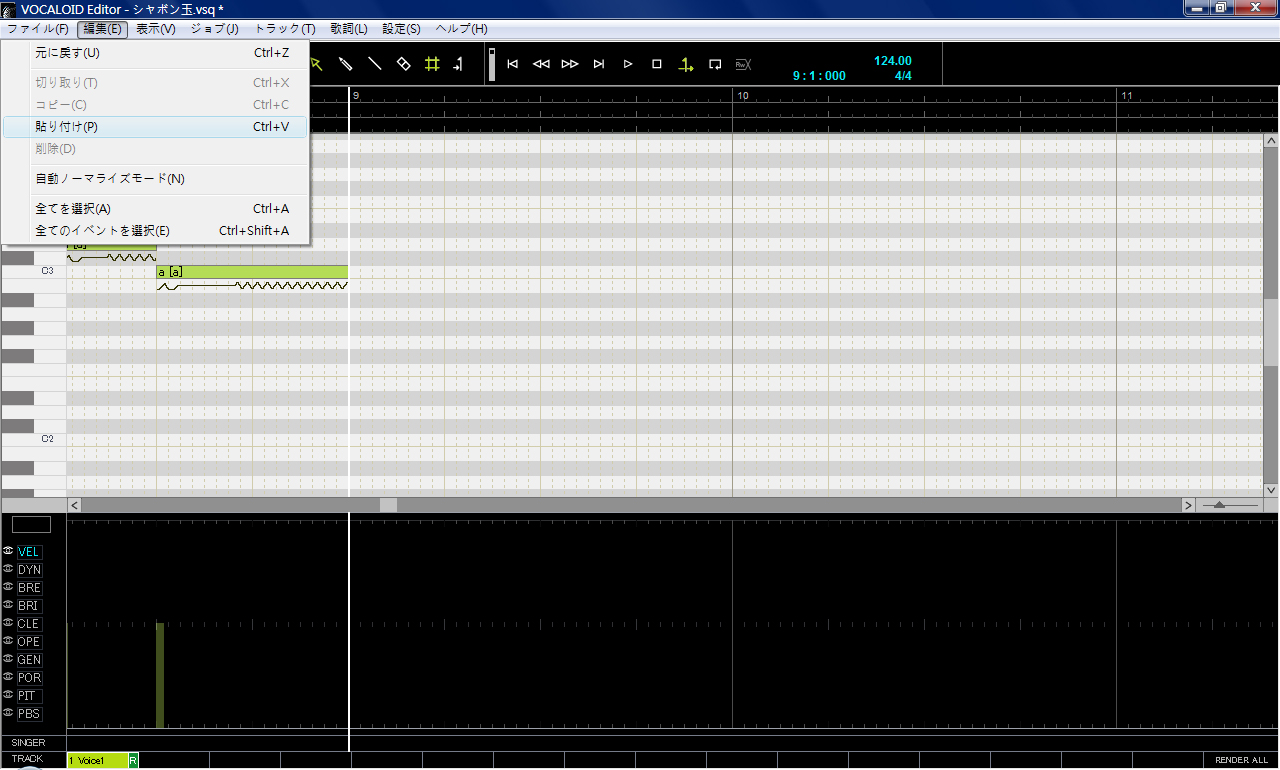 VOCALOID Editor - シャボン玉.vsq *
ファイル(F) 編集(E) 表示(V) ジョブ(J) トラック(T) 歌詞(L) 設定(S) ヘルプ(H)
元に戻す(U) Ctrl+Z
切り取り(T) Ctrl+X
コピー(C) Ctrl+C
貼り付け(P) Ctrl+V
削除(D)
自動ノーマライズモード(N)
全てを選択(A) Ctrl+A
全てのイベントを選択(E) Ctrl+Shift+A
9:1:000
124.00
4/4
9 10 11
C3
a [a]
C2
VEL
DYN
BRE
BRI
CLE
OPE
GEN
POR
PIT
PBS
SINGER
TRACK 1 Voice1 R RENDER ALL